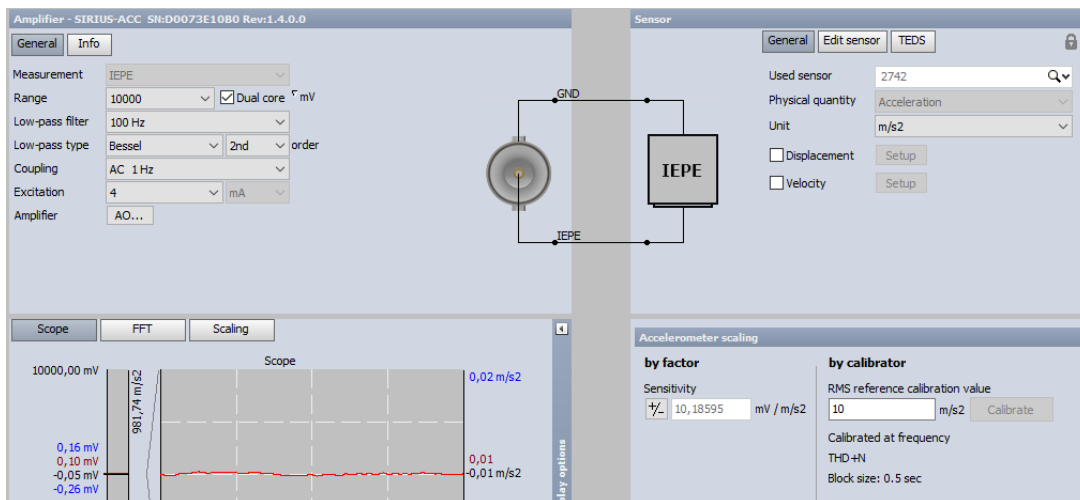 Amplifier - SIRIUS-ACC SN:D0073E10B0 Rev:1.4.0.0
General Info
Measurement IEPE
Range 10000 Dual core mV
Low-pass filter 100 Hz
Low-pass type Bessel 2nd order
Coupling AC 1 Hz
Excitation 4 mA
Amplifier AO...
GND
IEPE
IEPE
Sensor
General Edit sensor TEDS
Used sensor 2742
Physical quantity Acceleration
Unit m/s2
Displacement Setup
Velocity Setup
Scope FFT Scaling
Scope
10000,00 mV
981,74 m/s2
0,02 m/s2
0,16 mV
0,10 mV
-0,05 mV
-0,26 mV
0,01
-0,01 m/s2
play options
Accelerometer scaling
by factor
Sensitivity
+/- 10,18595 mV / m/s2
by calibrator
RMS reference calibration value
10 m/s2 Calibrate
Calibrated at frequency
THD+N
Block size: 0.5 sec